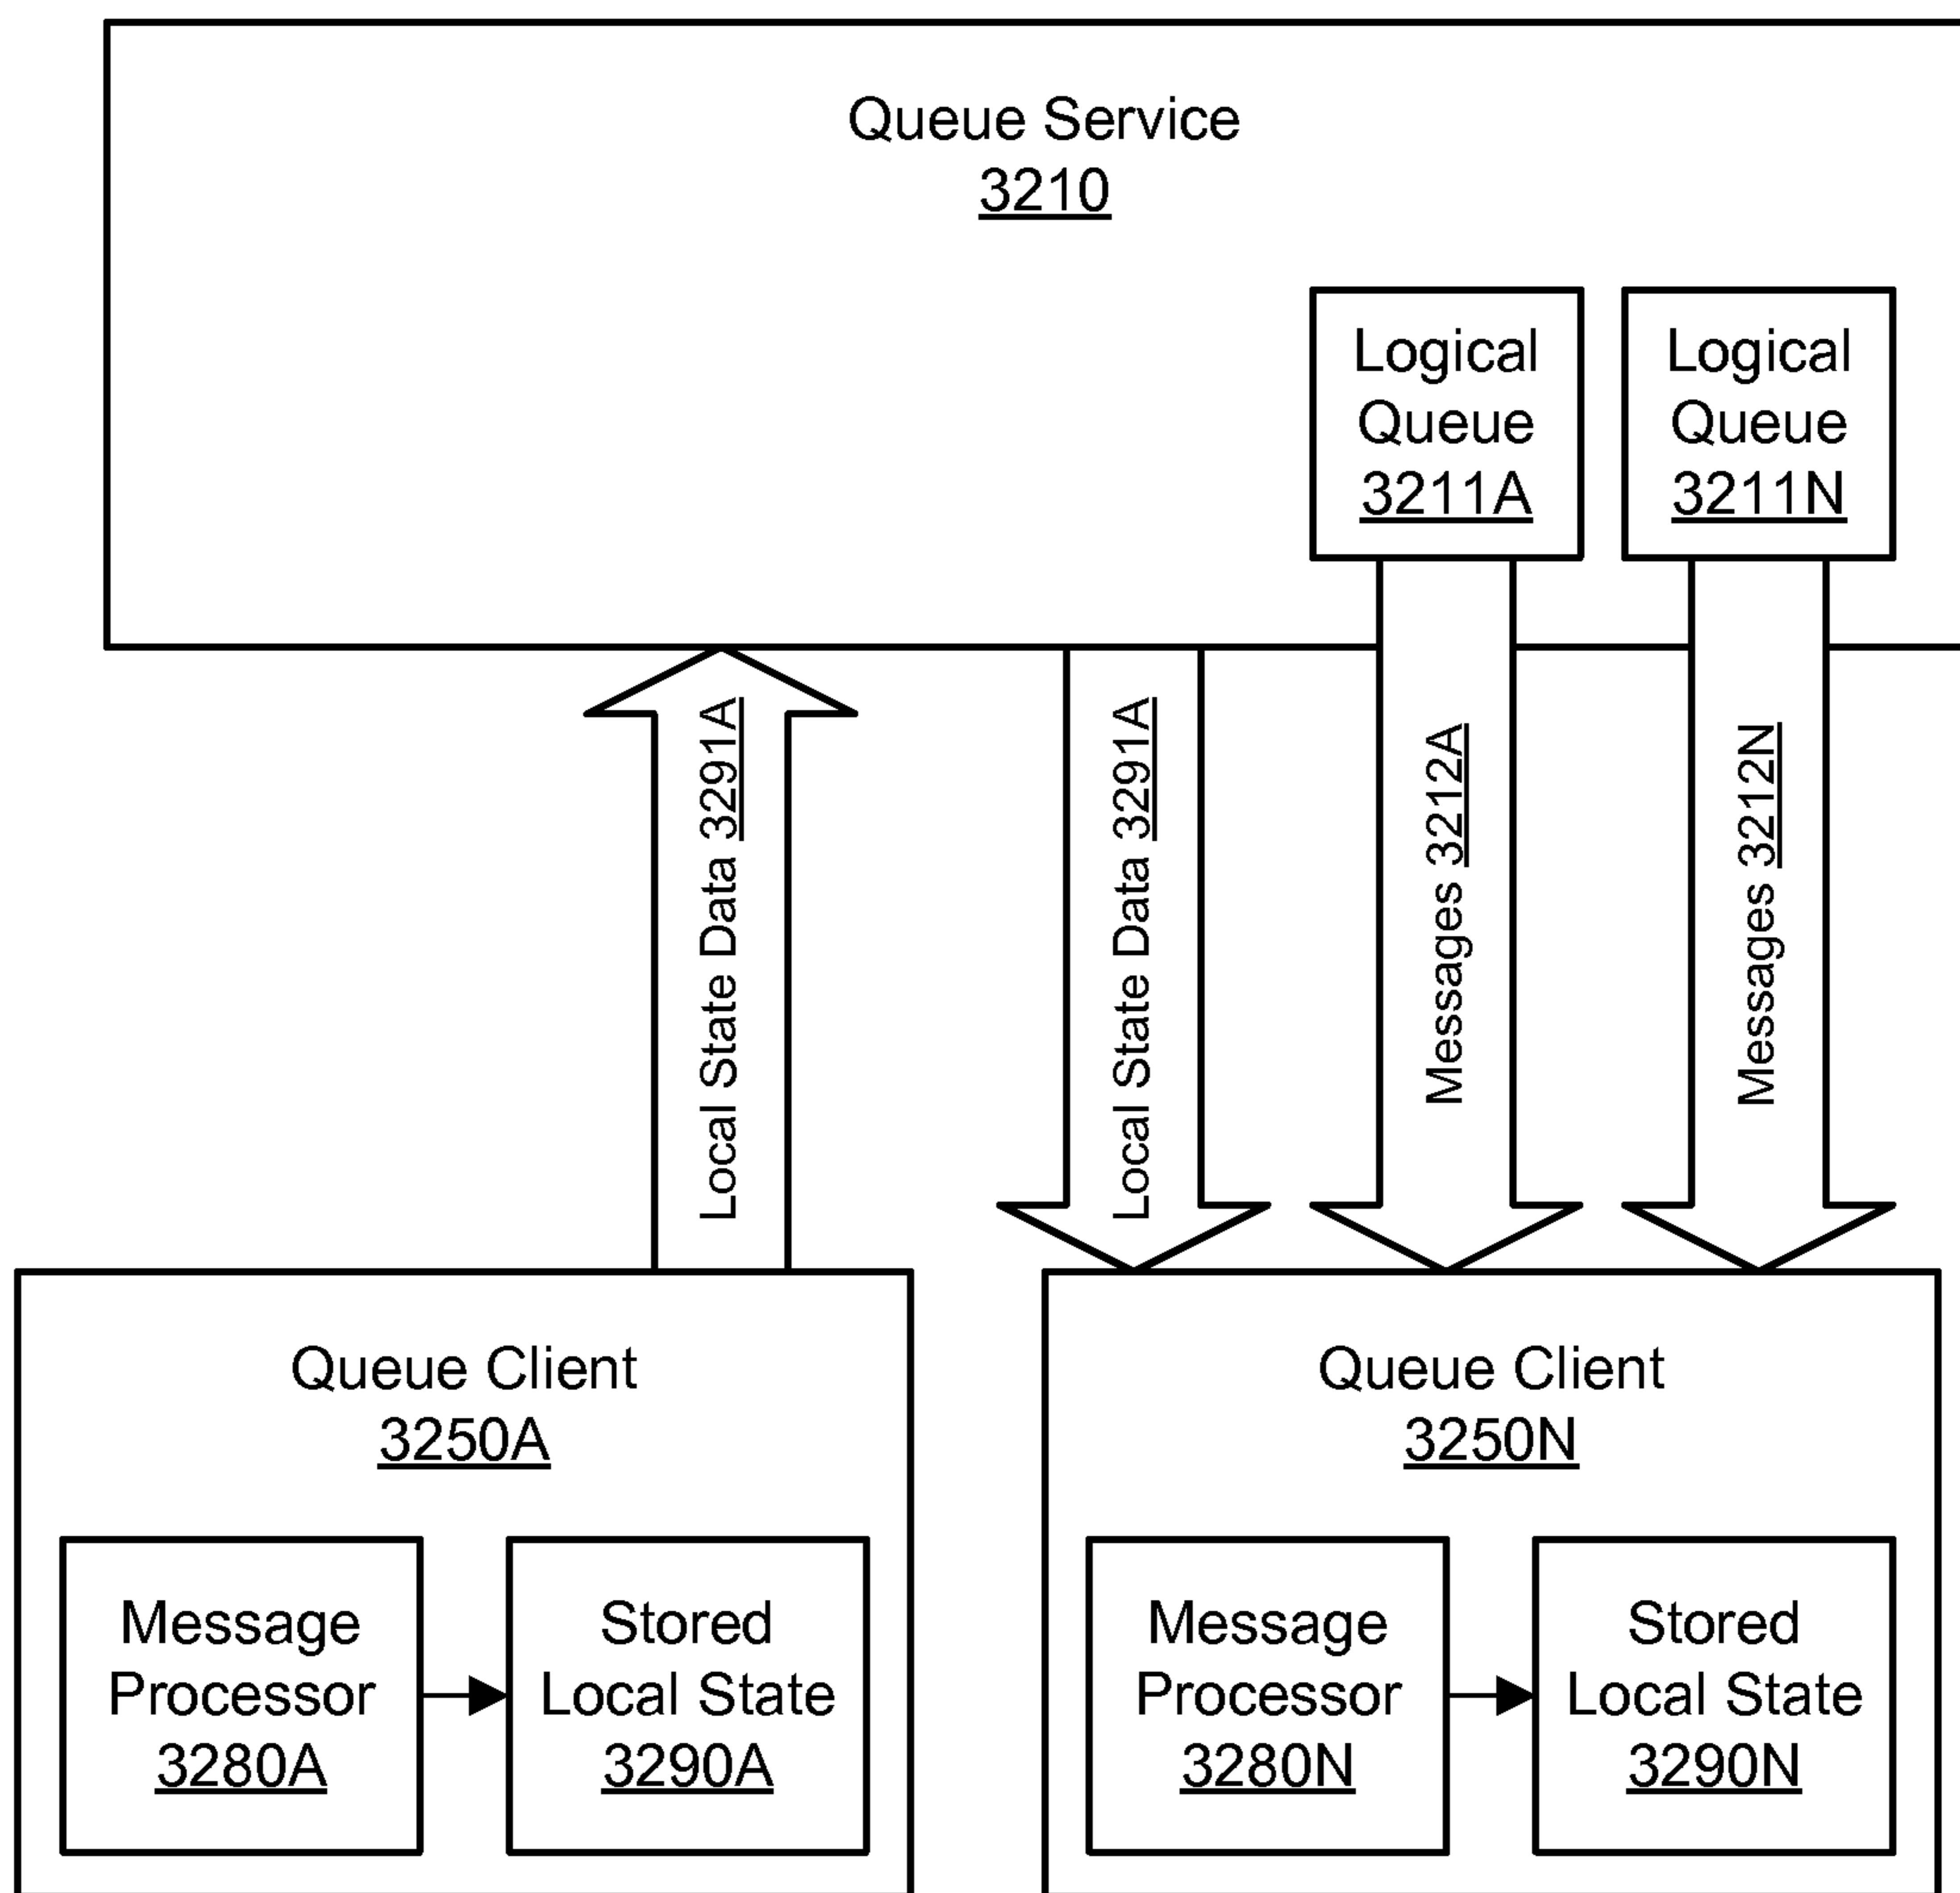 Queue Service
3210
Logical
Queue
3211A
Logical
Queue
3211N
Local State Data 3291A
Local State Data 3291A
Messages 3212A
Messages 3212N
Queue Client
3250A
Message
Processor
3280A
Stored
Local State
3290A
Queue Client
3250N
Message
Processor
3280N
Stored
Local State
3290N